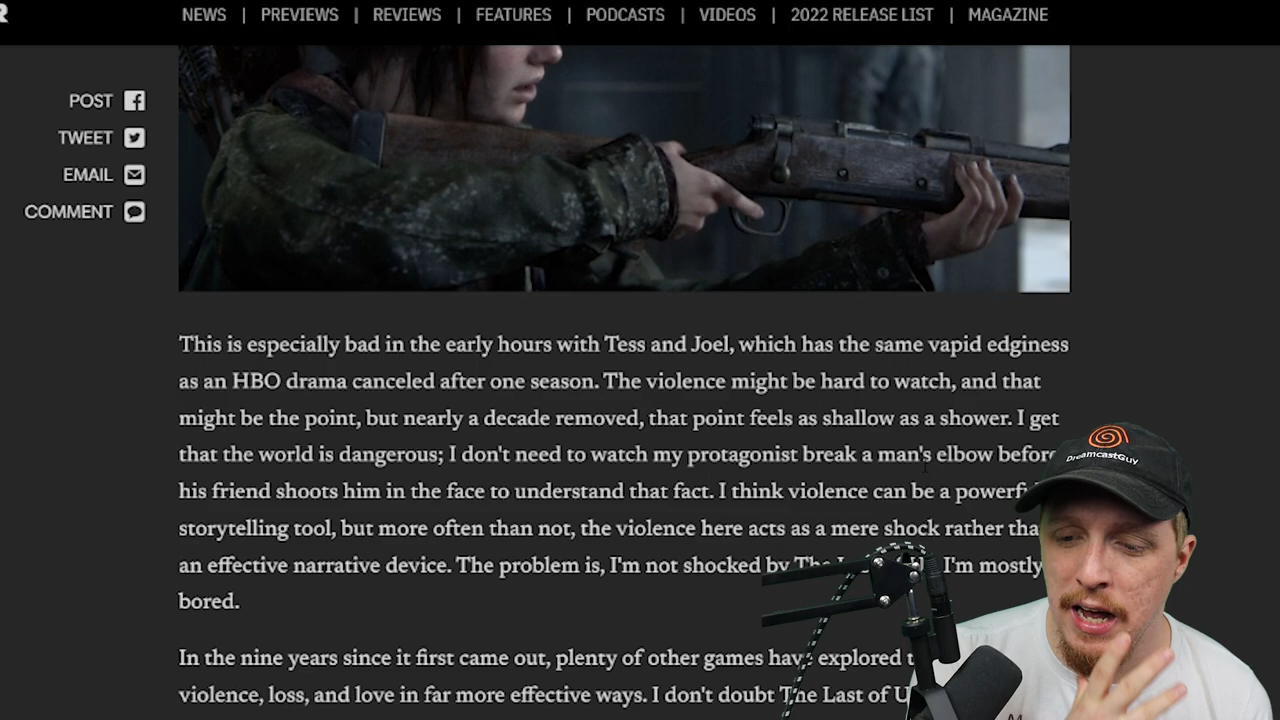 NEWS | PREVIEWS | REVIEWS | FEATURES | PODCASTS | VIDEOS | 2022 RELEASE LIST | MAGAZINE
POST
TWEET
EMAIL
COMMENT
This is especially bad in the early hours with Tess and Joel, which has the same vapid edginess
as an HBO drama canceled after one season. The violence might be hard to watch, and that
might be the point, but nearly a decade removed, that point feels as shallow as a shower. I get
that the world is dangerous; I don't need to watch my protagonist break a man's elbow before
his friend shoots him in the face to understand that fact. I think violence can be a
storytelling tool, but more often than not, the violence here acts as a mere shock rather
an effective narrative device. The problem is, I'm not shocked by The I'm mostly
bored.
In the nine years since it first came out, plenty of other games have explored
violence, loss, and love in far more effective ways. I don't doubt The Last of
DreamcastGuy